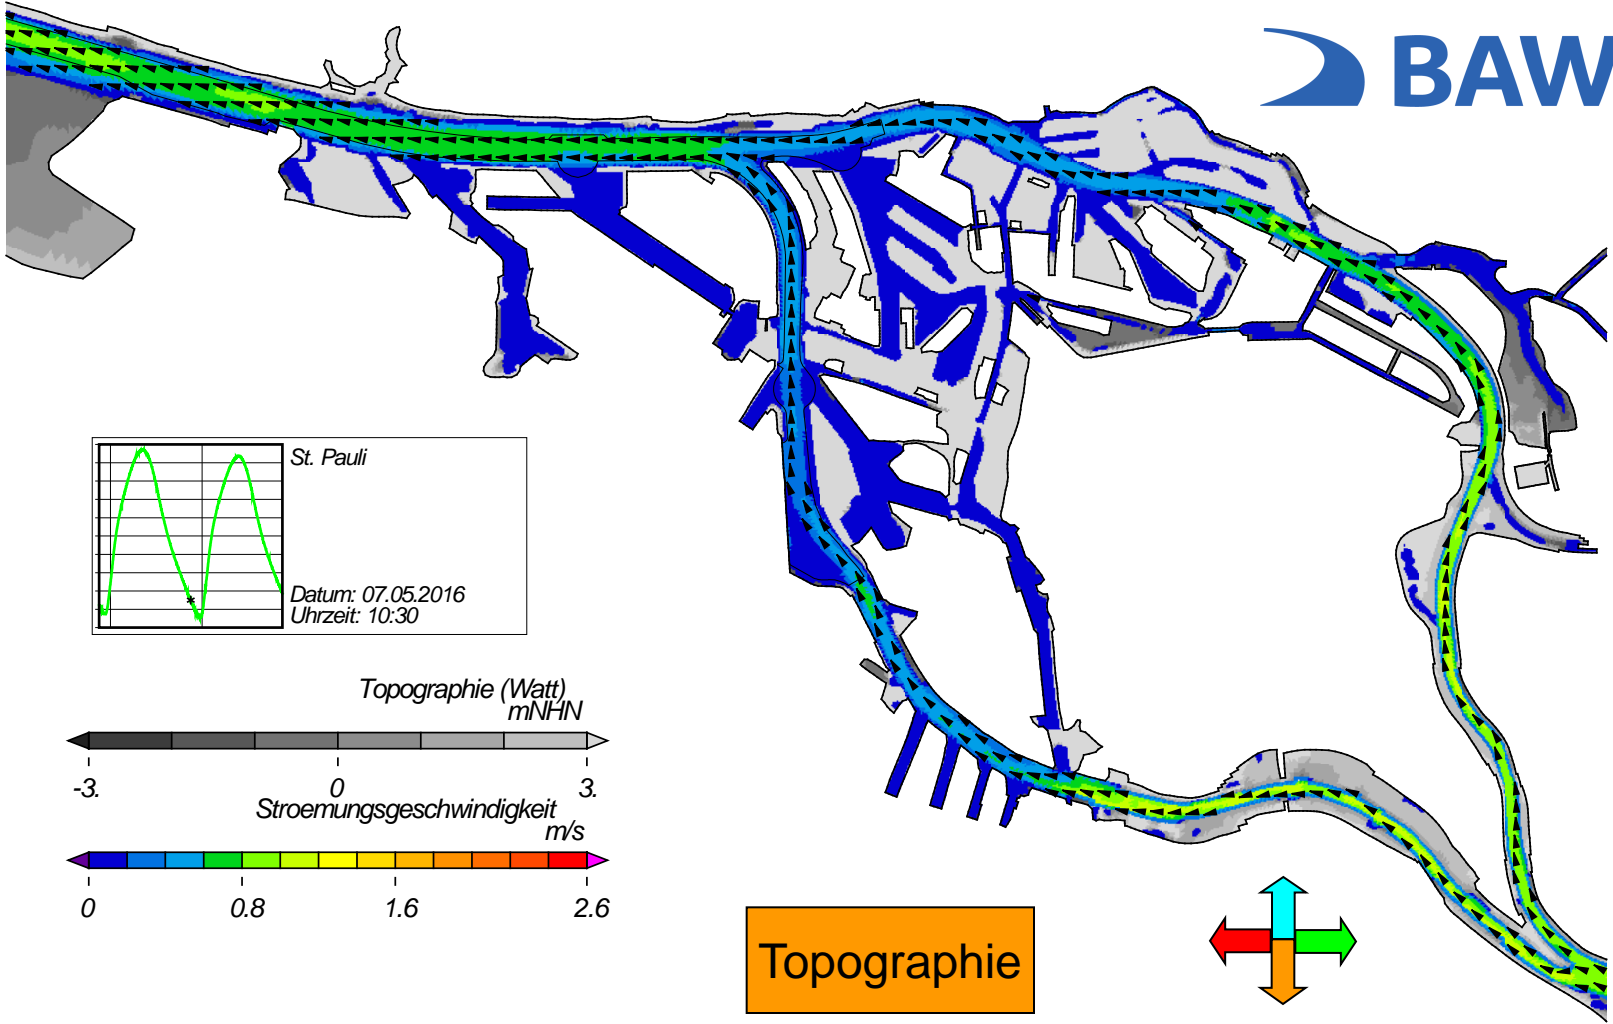 BAW
St. Pauli
Datum: 07.05.2016
Uhrzeit: 10:30
Topographie (Watt)
mNHN
-3. 0 3.
Stroemungsgeschwindigkeit
m/s
0 0.8 1.6 2.6
Topographie